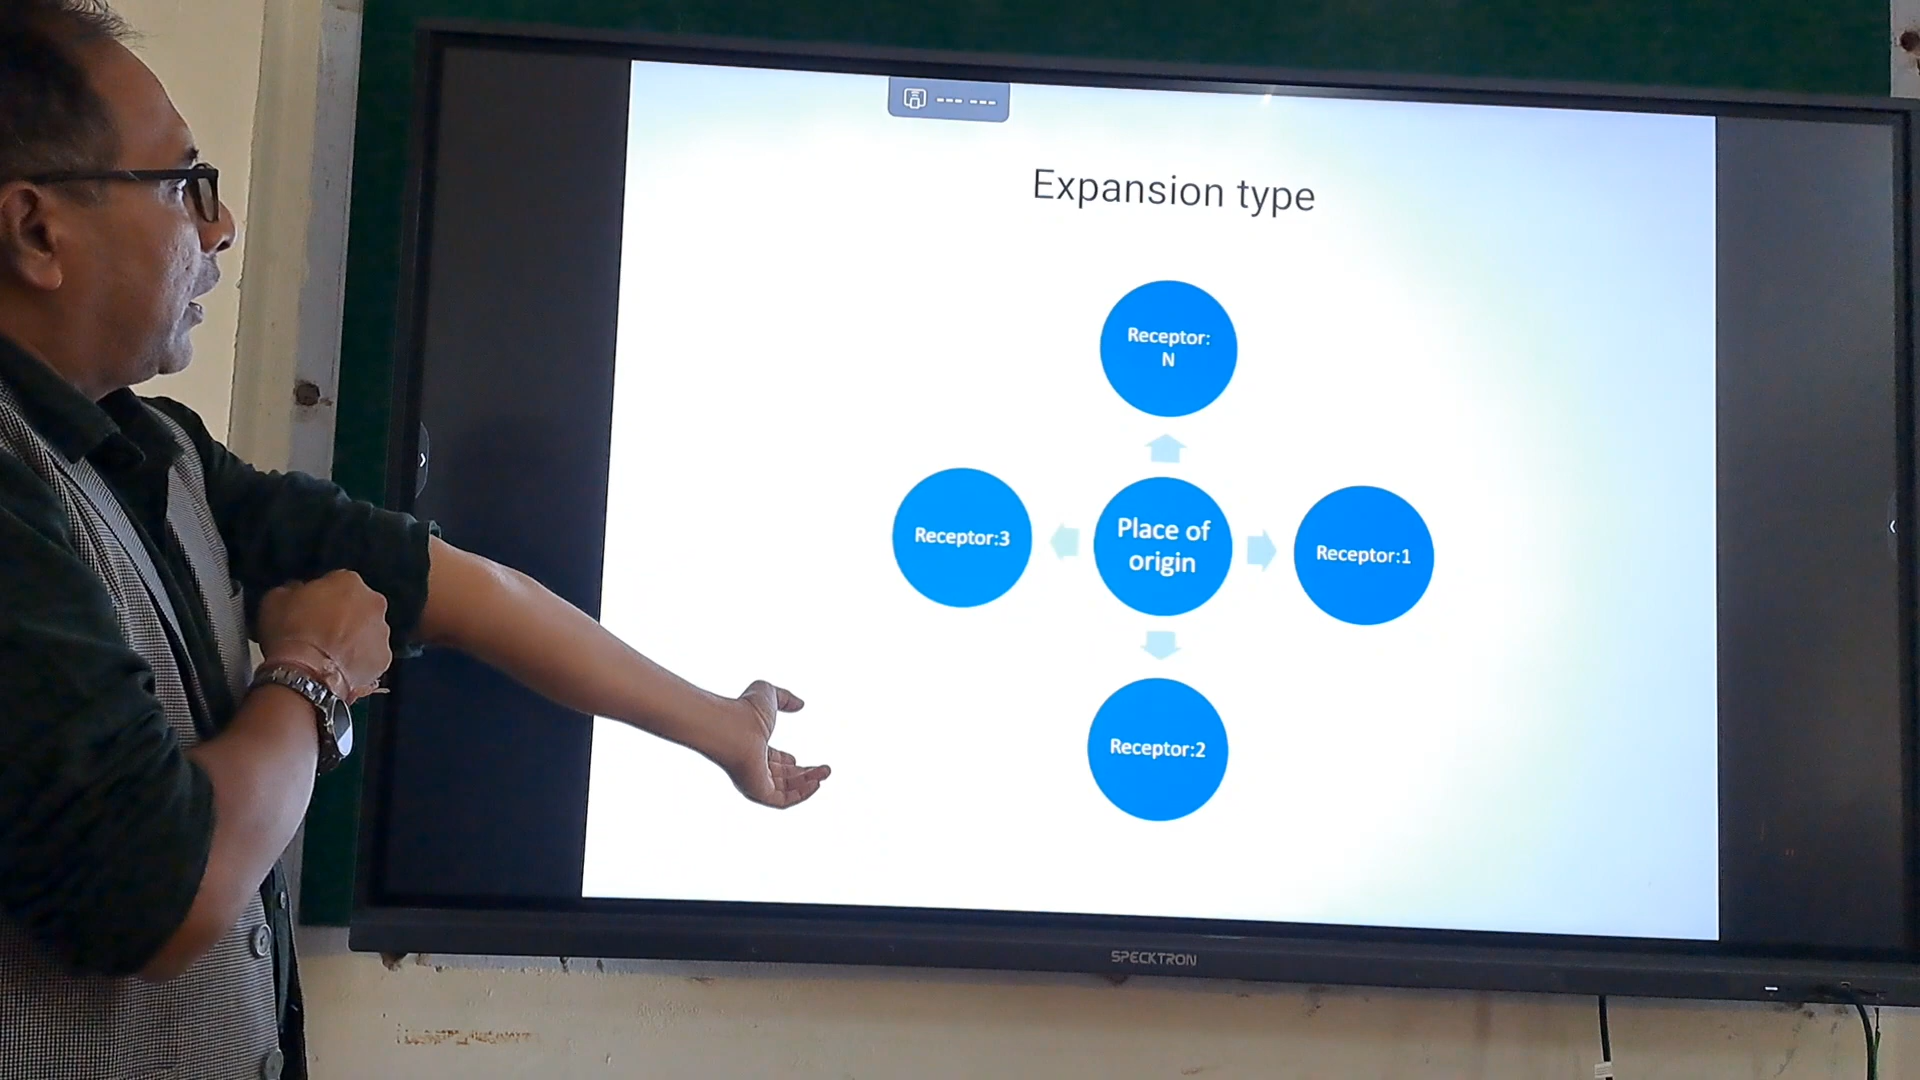 Expansion type
Receptor:
N
Receptor:3
Place of
origin
Receptor:1
Receptor:2
SPECKTRON